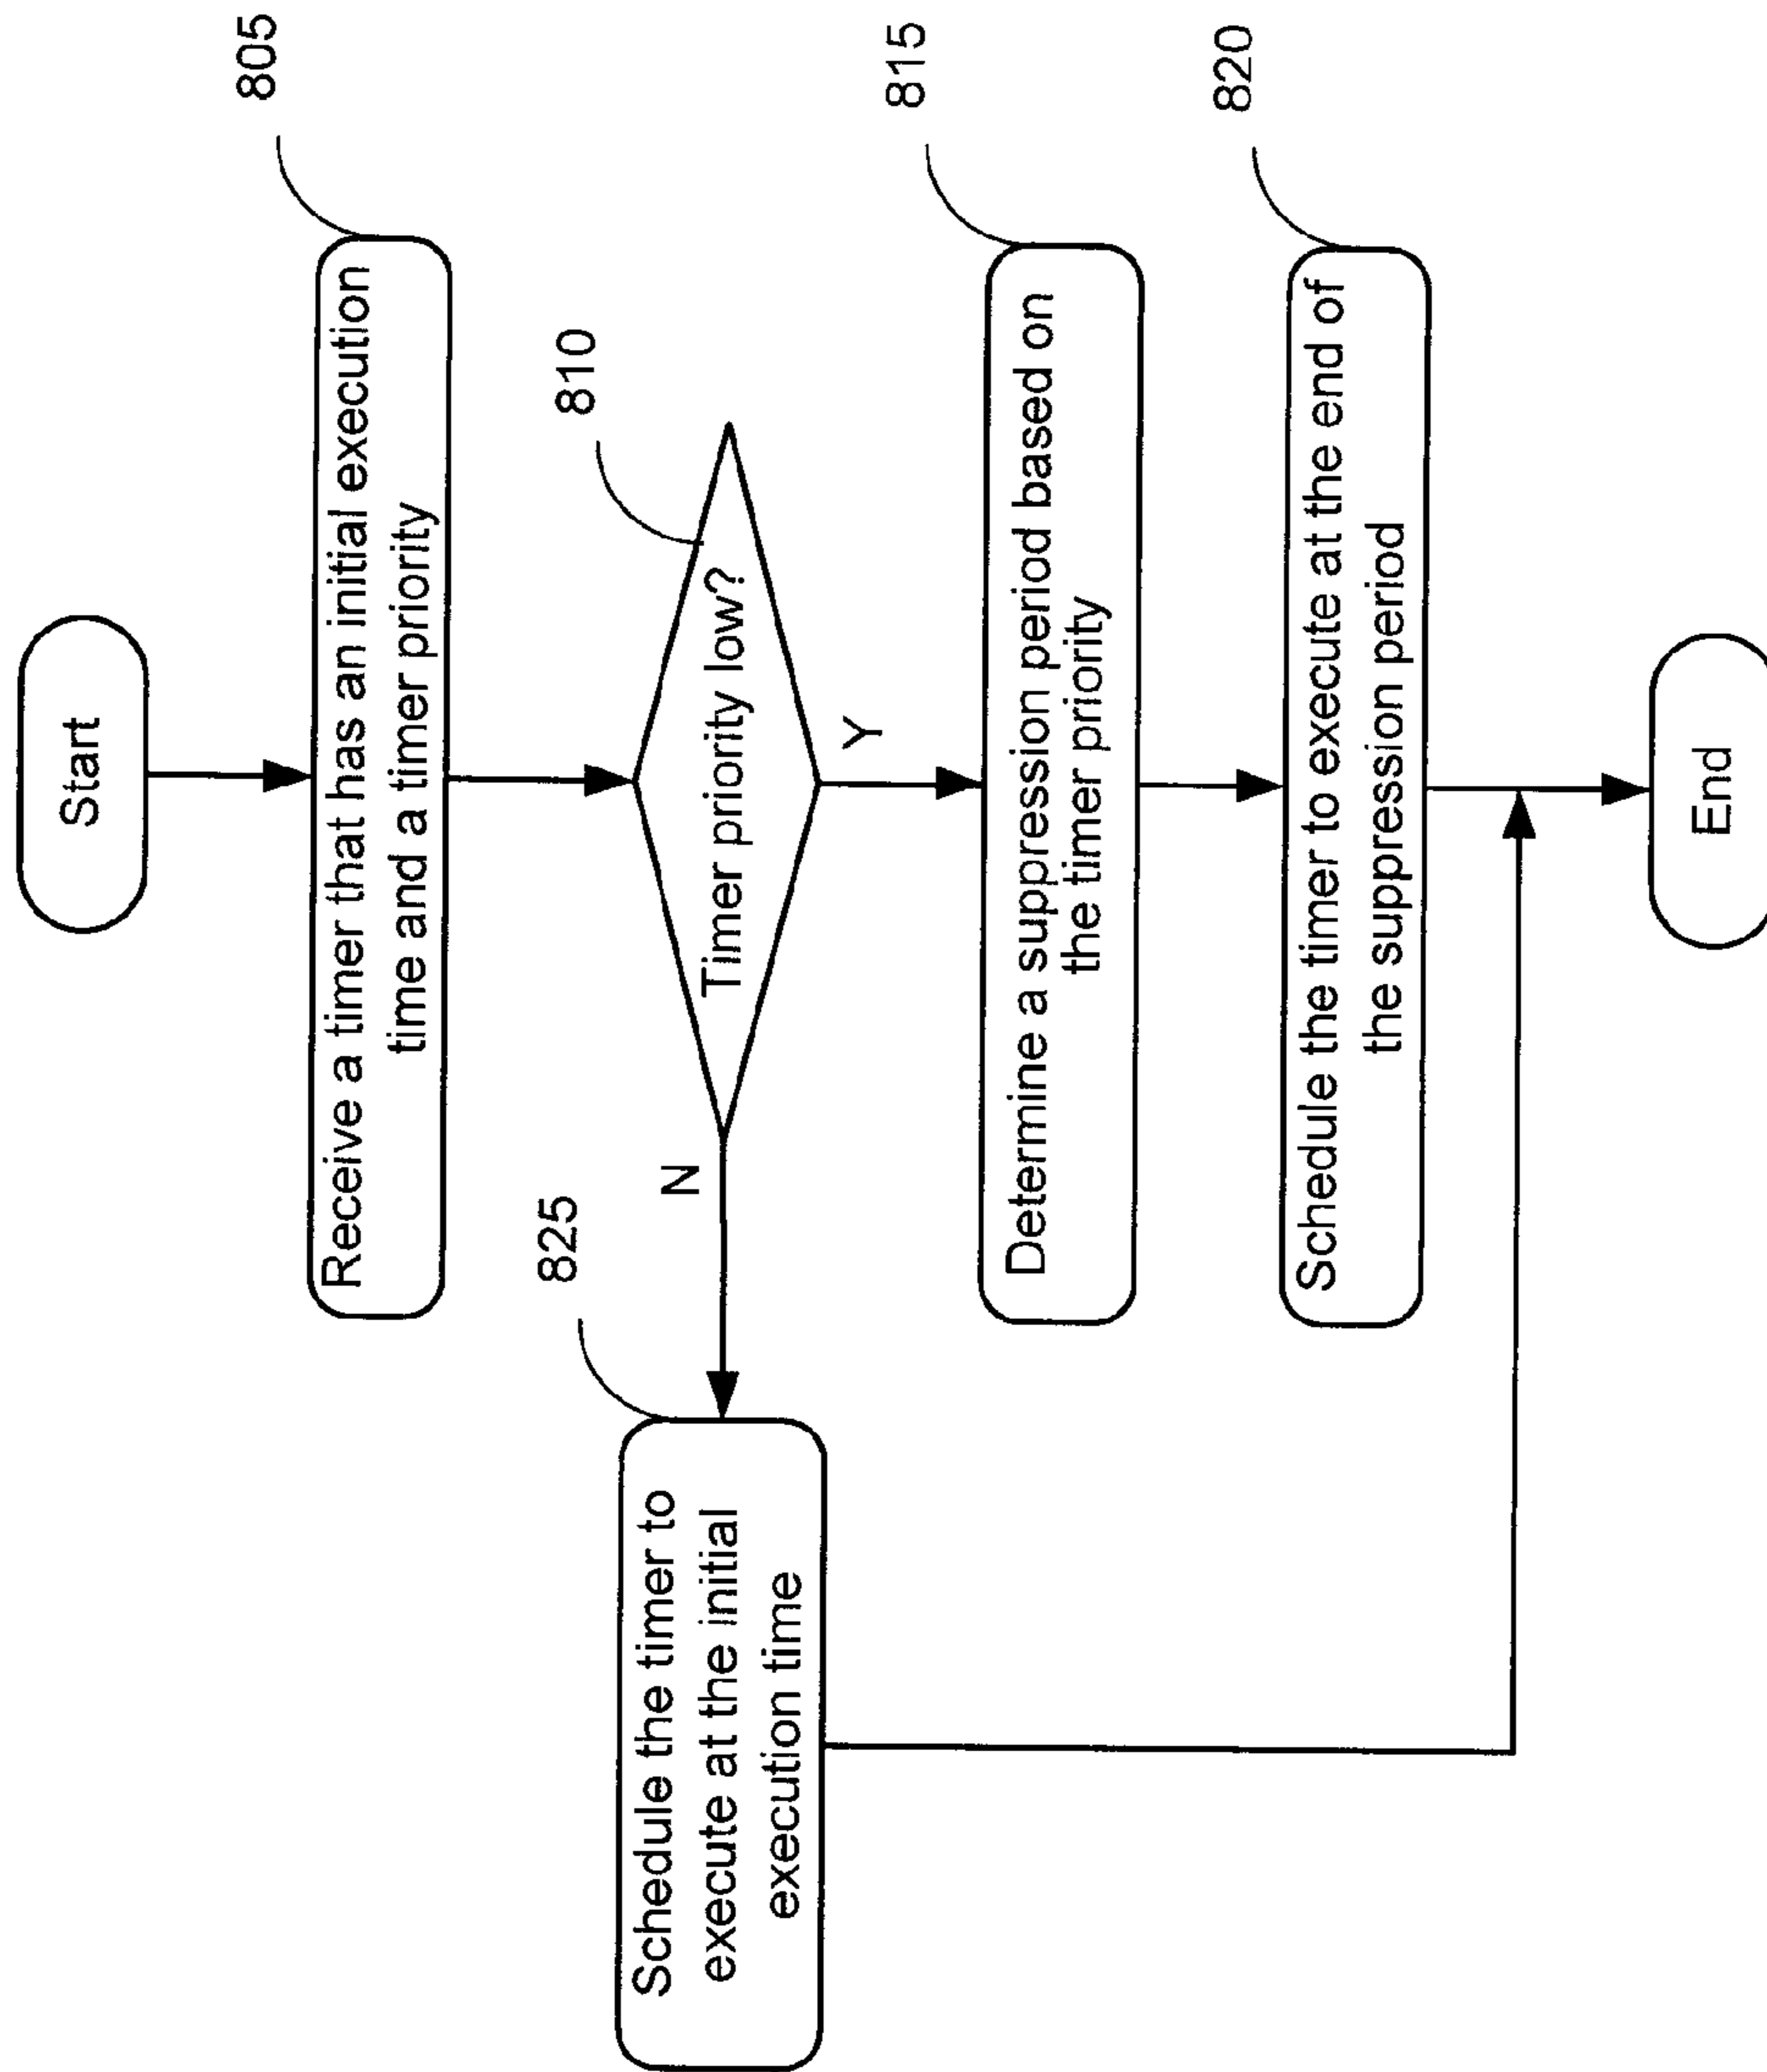 Start
805
Receive a timer that has an initial execution
time and a timer priority
810
Timer priority low?
N
Y
825
Schedule the timer to
execute at the initial
execution time
815
Determine a suppression period based on
the timer priority
820
Schedule the timer to execute at the end of
the suppression period
End